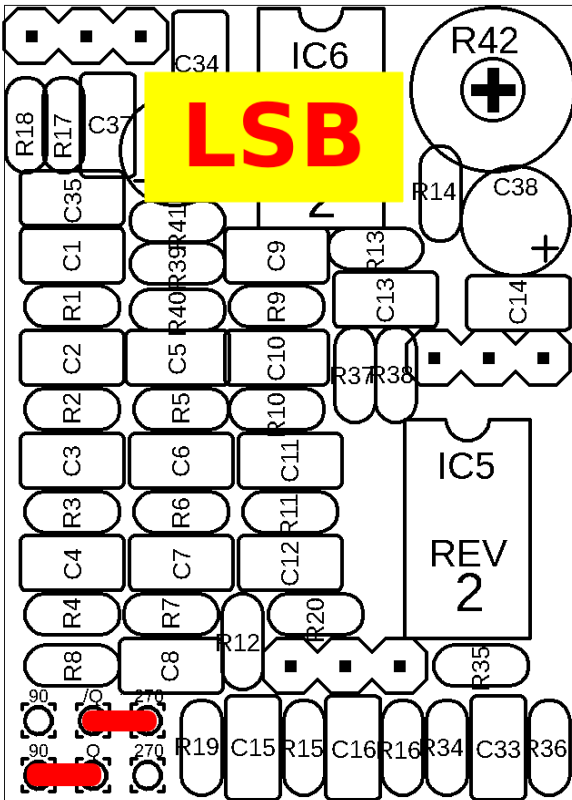 C34
IC6
R42
R18
R17
C37
LSB
2
R14
C38
+
C35
R41
C1
R39
C9
R13
R1
R40
R9
C13
C14
C2
C5
C10
R37
R38
R2
R5
R10
C3
C6
C11
IC5
R3
R6
R11
C4
C7
C12
REV
2
R4
R7
R20
R12
R8
C8
R35
90 /Q 270
90 Q 270
R19 C15 R15 C16 R16 R34 C33 R36